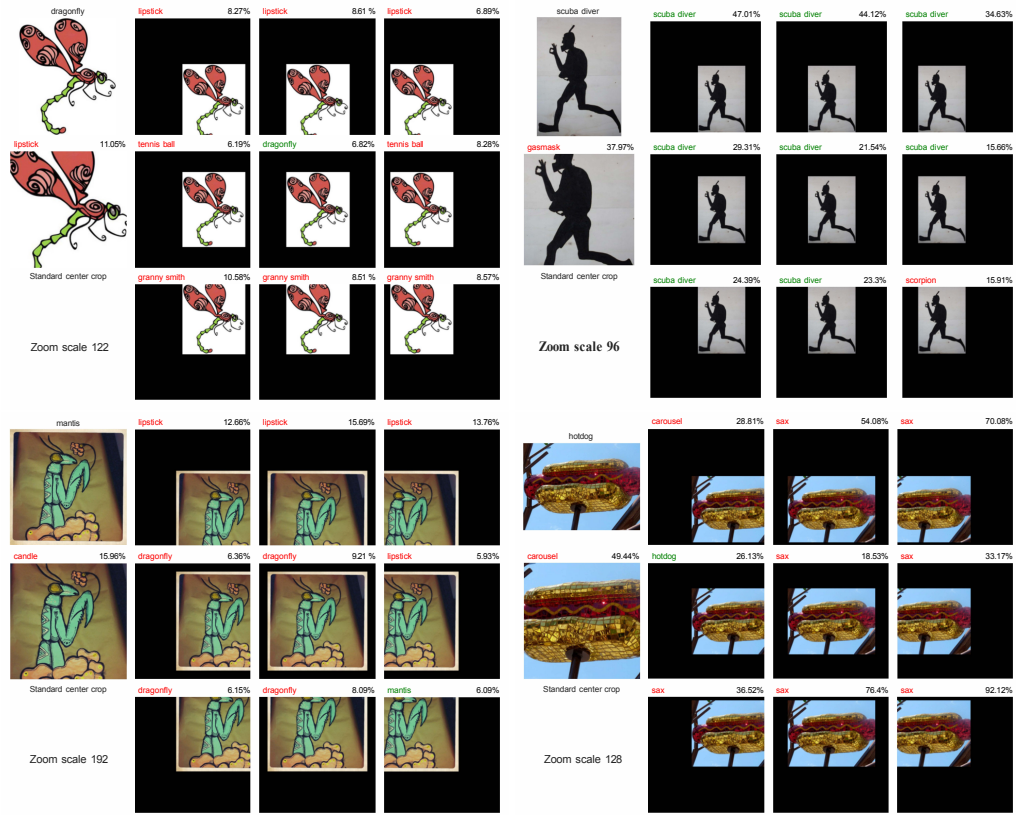 dragonfly
lipstick 8.27%
lipstick 8.61 %
lipstick 6.89%
lipstick 11.05%
tennis ball 6.19%
dragonfly 6.82%
tennis ball 8.28%
Standard center crop
granny smith 10.58%
granny smith 8.51 %
granny smith 8.57%
Zoom scale 122
scuba diver
scuba diver 47.01%
scuba diver 44.12%
scuba diver 34.63%
gasmask 37.97%
scuba diver 29.31%
scuba diver 21.54%
scuba diver 15.66%
Standard center crop
scuba diver 24.39%
scuba diver 23.3%
scorpion 15.91%
Zoom scale 96
mantis
lipstick 12.66%
lipstick 15.69%
lipstick 13.76%
candle 15.96%
dragonfly 6.36%
dragonfly 9.21 %
lipstick 5.93%
Standard center crop
dragonfly 6.15%
dragonfly 8.09%
mantis 6.09%
Zoom scale 192
hotdog
carousel 28.81%
sax 54.08%
sax 70.08%
carousel 49.44%
hotdog 26.13%
sax 18.53%
sax 33.17%
Standard center crop
sax 36.52%
sax 76.4%
sax 92.12%
Zoom scale 128